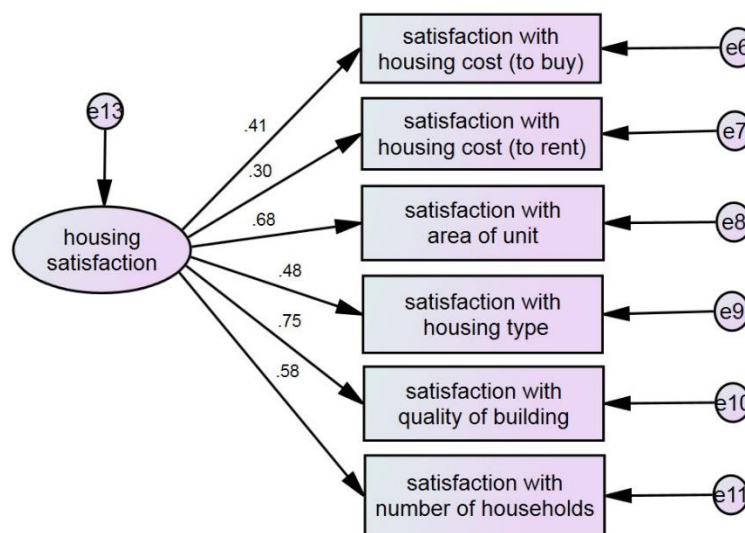 satisfaction with
housing cost (to buy)
e6
e13
.41
satisfaction with
housing cost (to rent)
e7
.30
.68
satisfaction with
area of unit
e8
housing
satisfaction
.48
satisfaction with
housing type
e9
.75
satisfaction with
quality of building
e10
.58
satisfaction with
number of households
e11